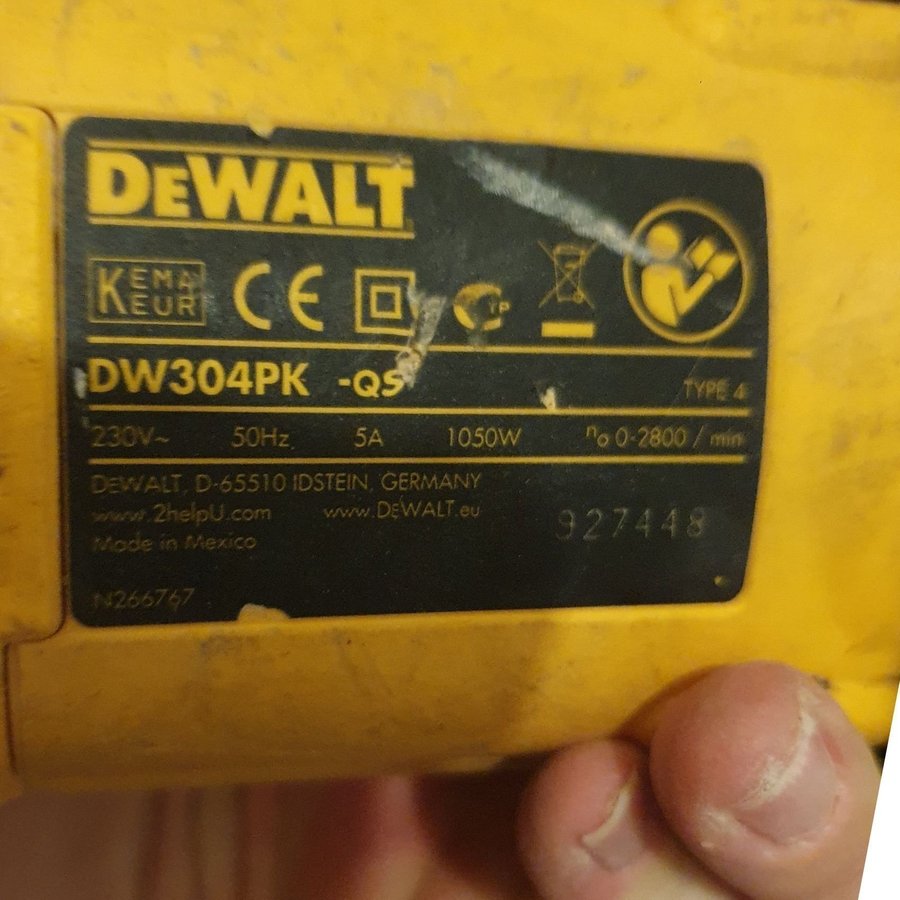 DEWALT
KEMA
KEUR
CE
DW304PK -QS
TYPE 4
230V~ 50Hz 5A 1050W no 0-2800 / min
DEWALT, D-65510 IDSTEIN, GERMANY
www.2helpU.com www.DEWALT.eu
927448
Made in Mexico
N266767